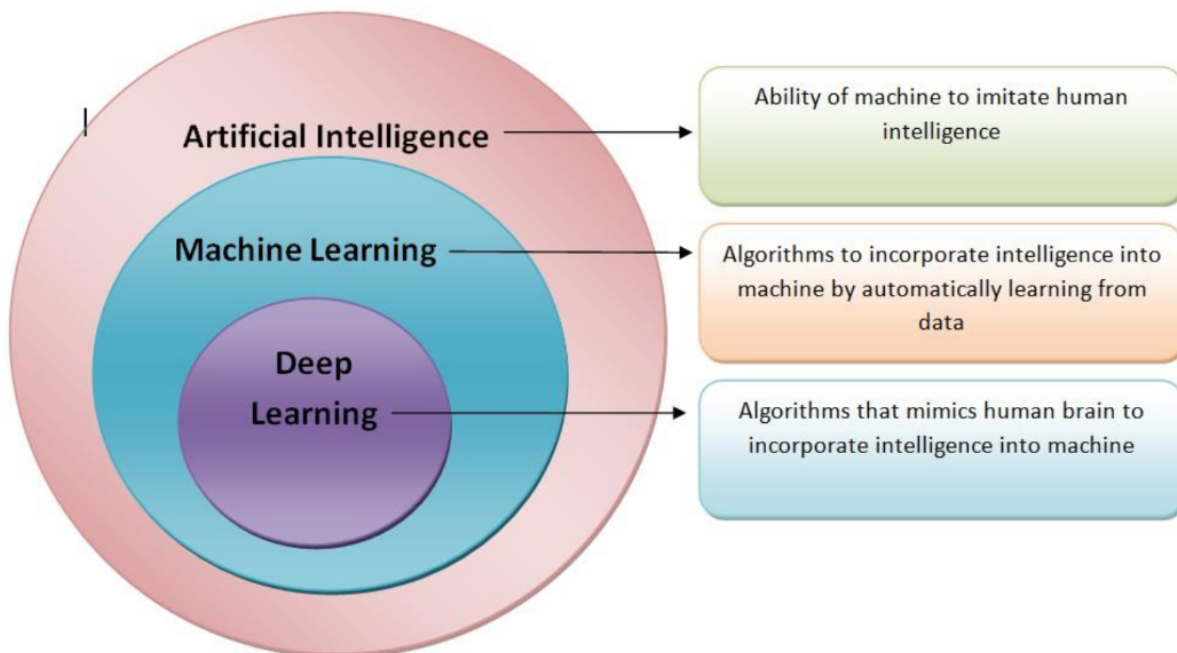 Artificial Intelligence
Ability of machine to imitate human
intelligence
Machine Learning
Algorithms to incorporate intelligence into
machine by automatically learning from
data
Deep
Learning
Algorithms that mimics human brain to
incorporate intelligence into machine